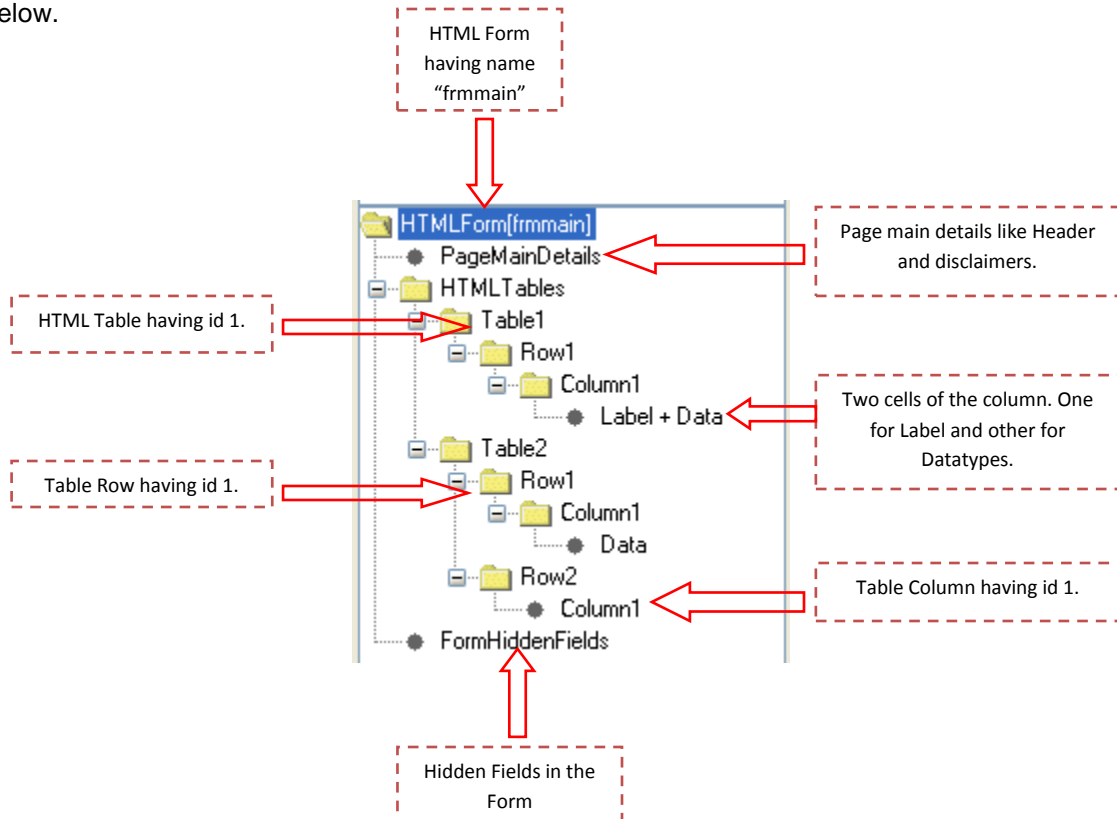 elow.
HTML Form
having name
“frmmain”
HTMLForm[frmmain]
PageMainDetails
HTMLTables
Table1
Row1
Column1
Label + Data
Table2
Row1
Column1
Data
Row2
Column1
FormHiddenFields
Page main details like Header
and disclaimers.
HTML Table having id 1.
Two cells of the column. One
for Label and other for
Datatypes.
Table Row having id 1.
Table Column having id 1.
Hidden Fields in the
Form